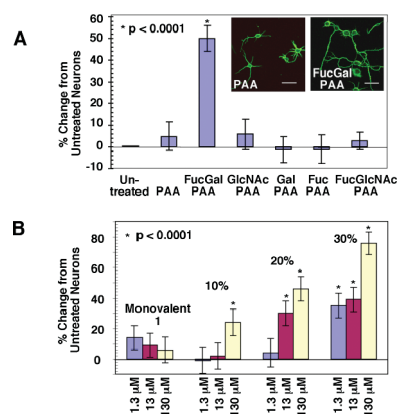 A
* p < 0.0001
% Change from
Untreated Neurons
60
50
40
30
20
10
0
-10
*
PAA
FucGal
PAA
Un-
treated
PAA
FucGal
PAA
GlcNAc
PAA
Gal
PAA
Fuc
PAA
FucGlcNAc
PAA
B
* p < 0.0001
% Change from
Untreated Neurons
80
60
40
20
0
Monovalent
1
10%
20%
30%
*
*
*
*
*
*
1.3 µM
13 µM
130 µM
1.3 µM
13 µM
130 µM
1.3 µM
13 µM
130 µM
1.3 µM
13 µM
130 µM